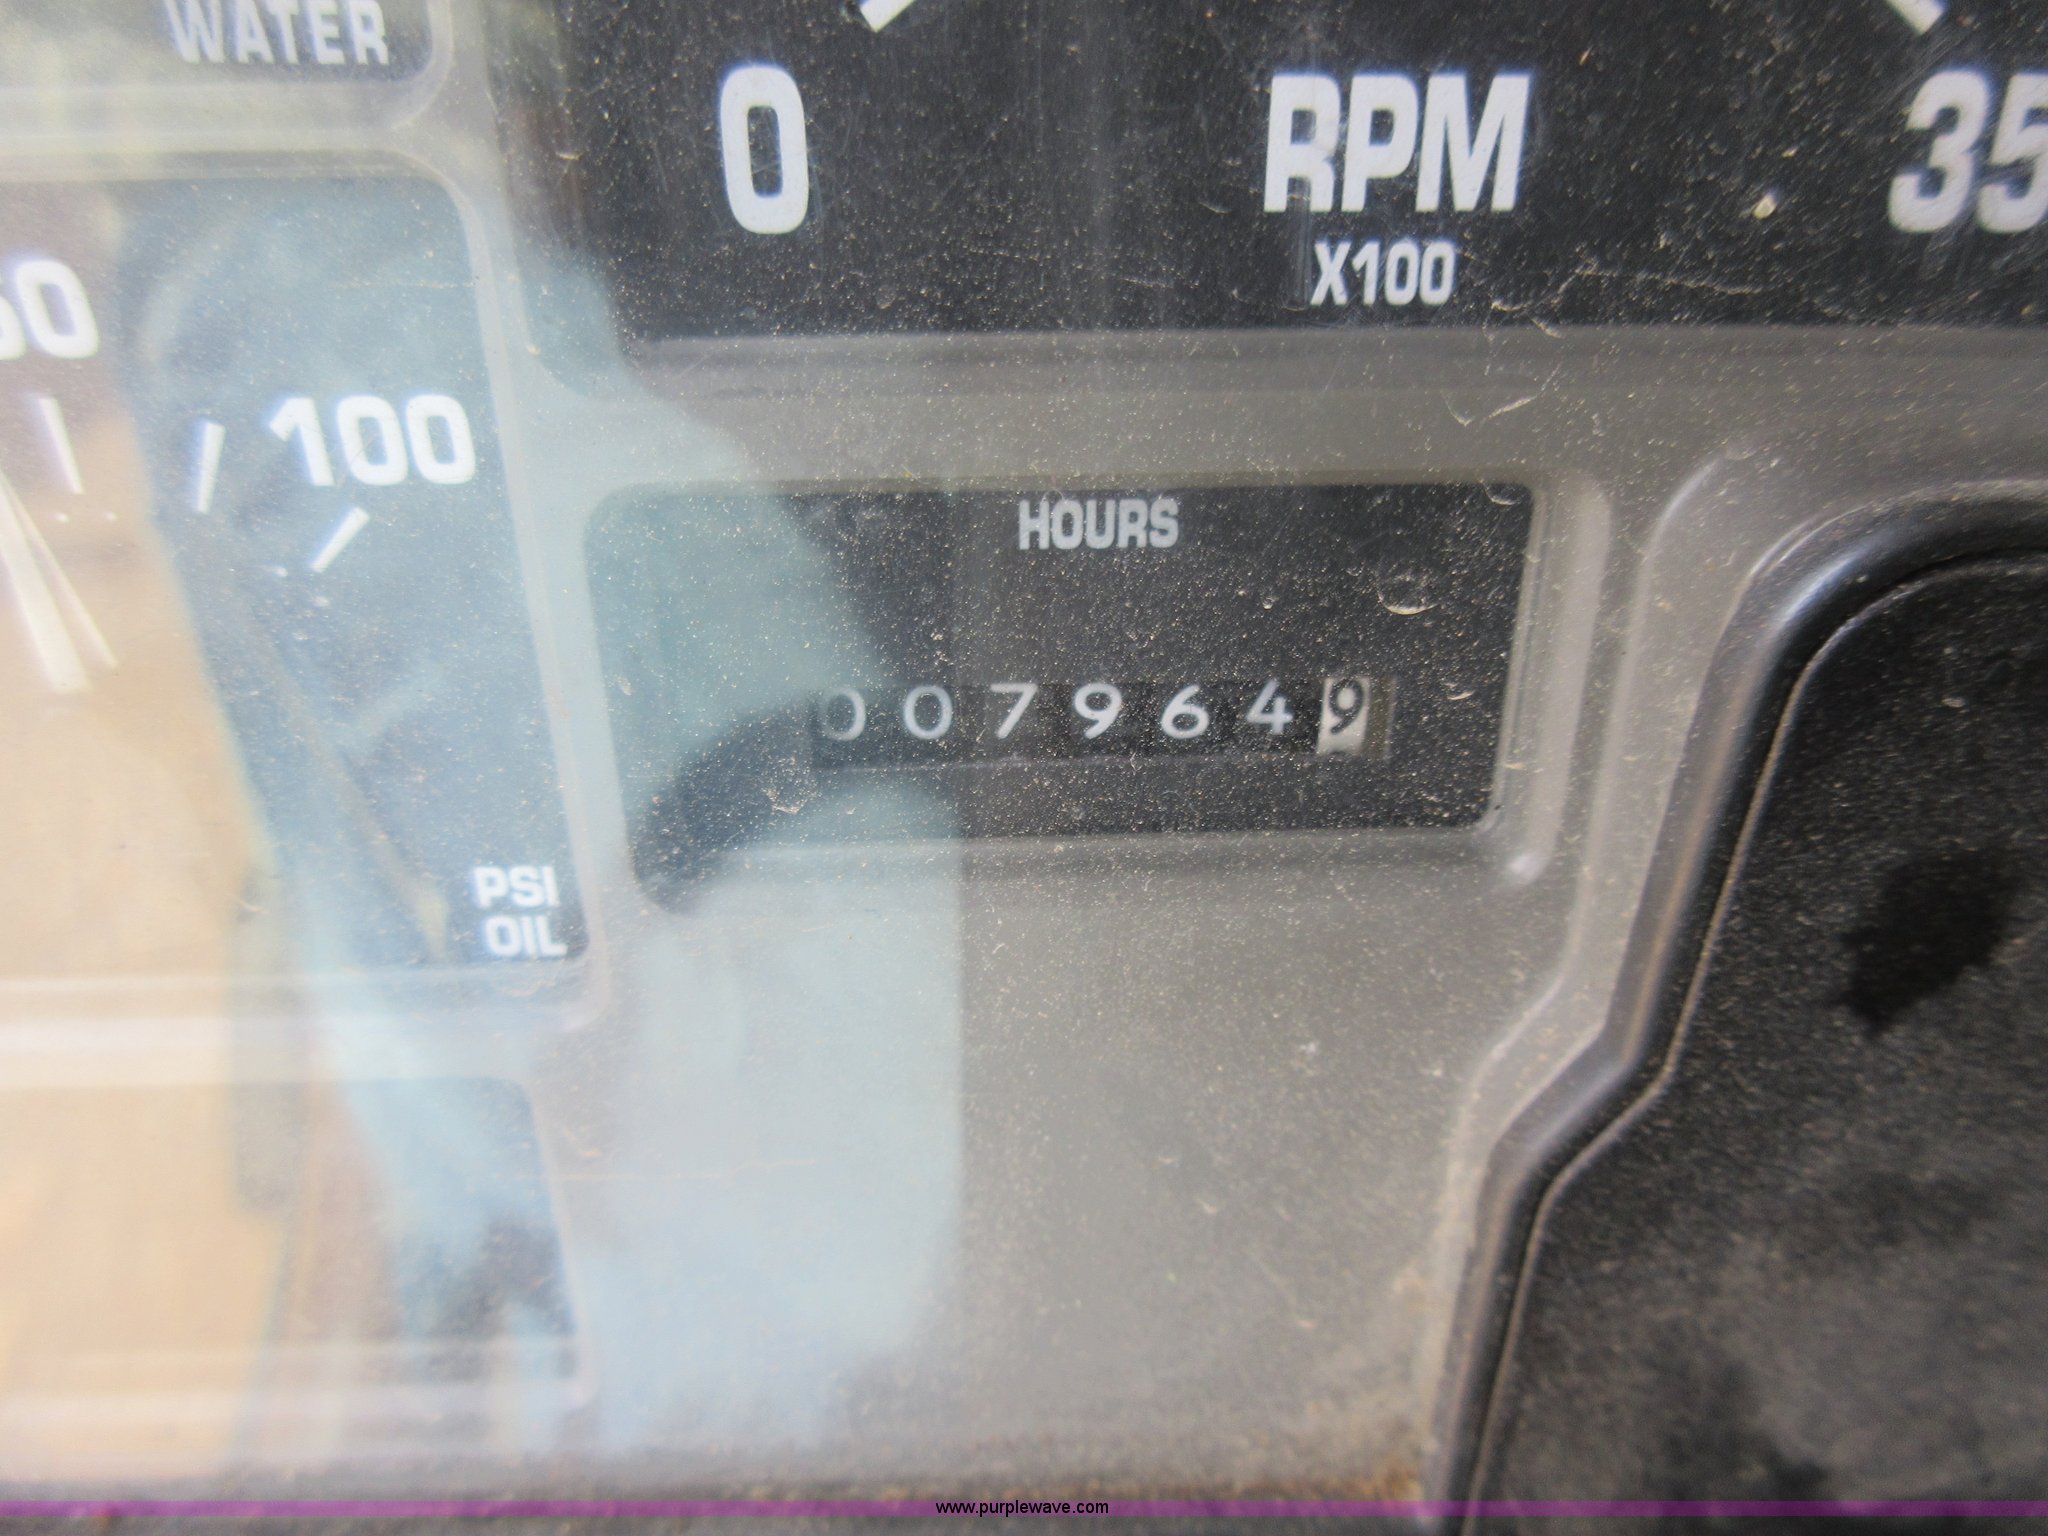 WATER
0
RPM
35
X100
100
HOURS
0079649
PSI
OIL
www.purplewave.com